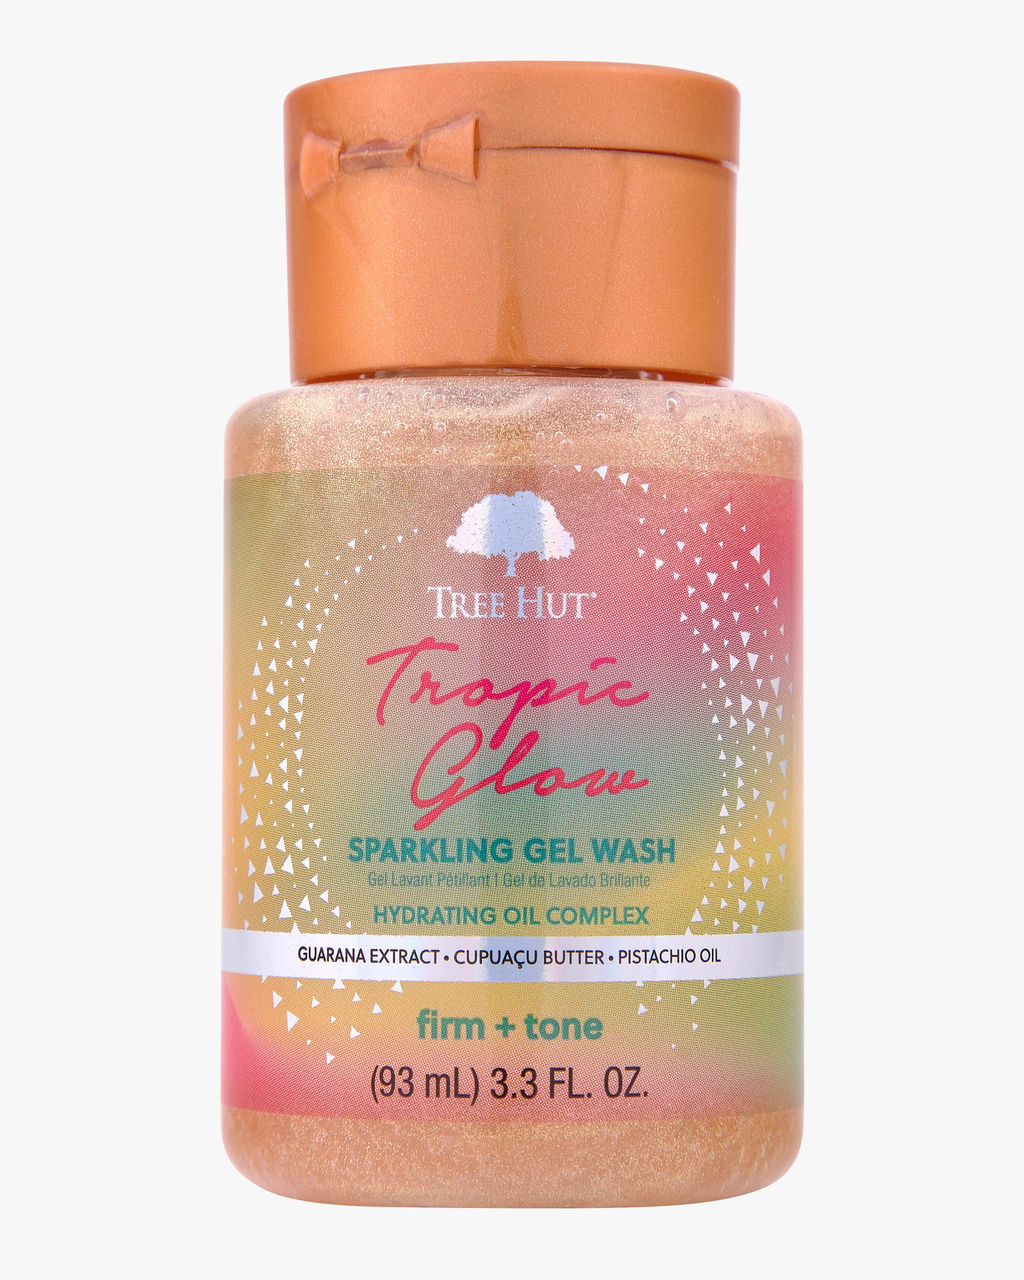 TREE HUT®
Tropic
Glow
SPARKLING GEL WASH
Gel Lavant Pétillant | Gel de Lavado Brillante
HYDRATING OIL COMPLEX
GUARANA EXTRACT • CUPUAÇU BUTTER • PISTACHIO OIL
firm + tone
(93 mL) 3.3 FL. OZ.